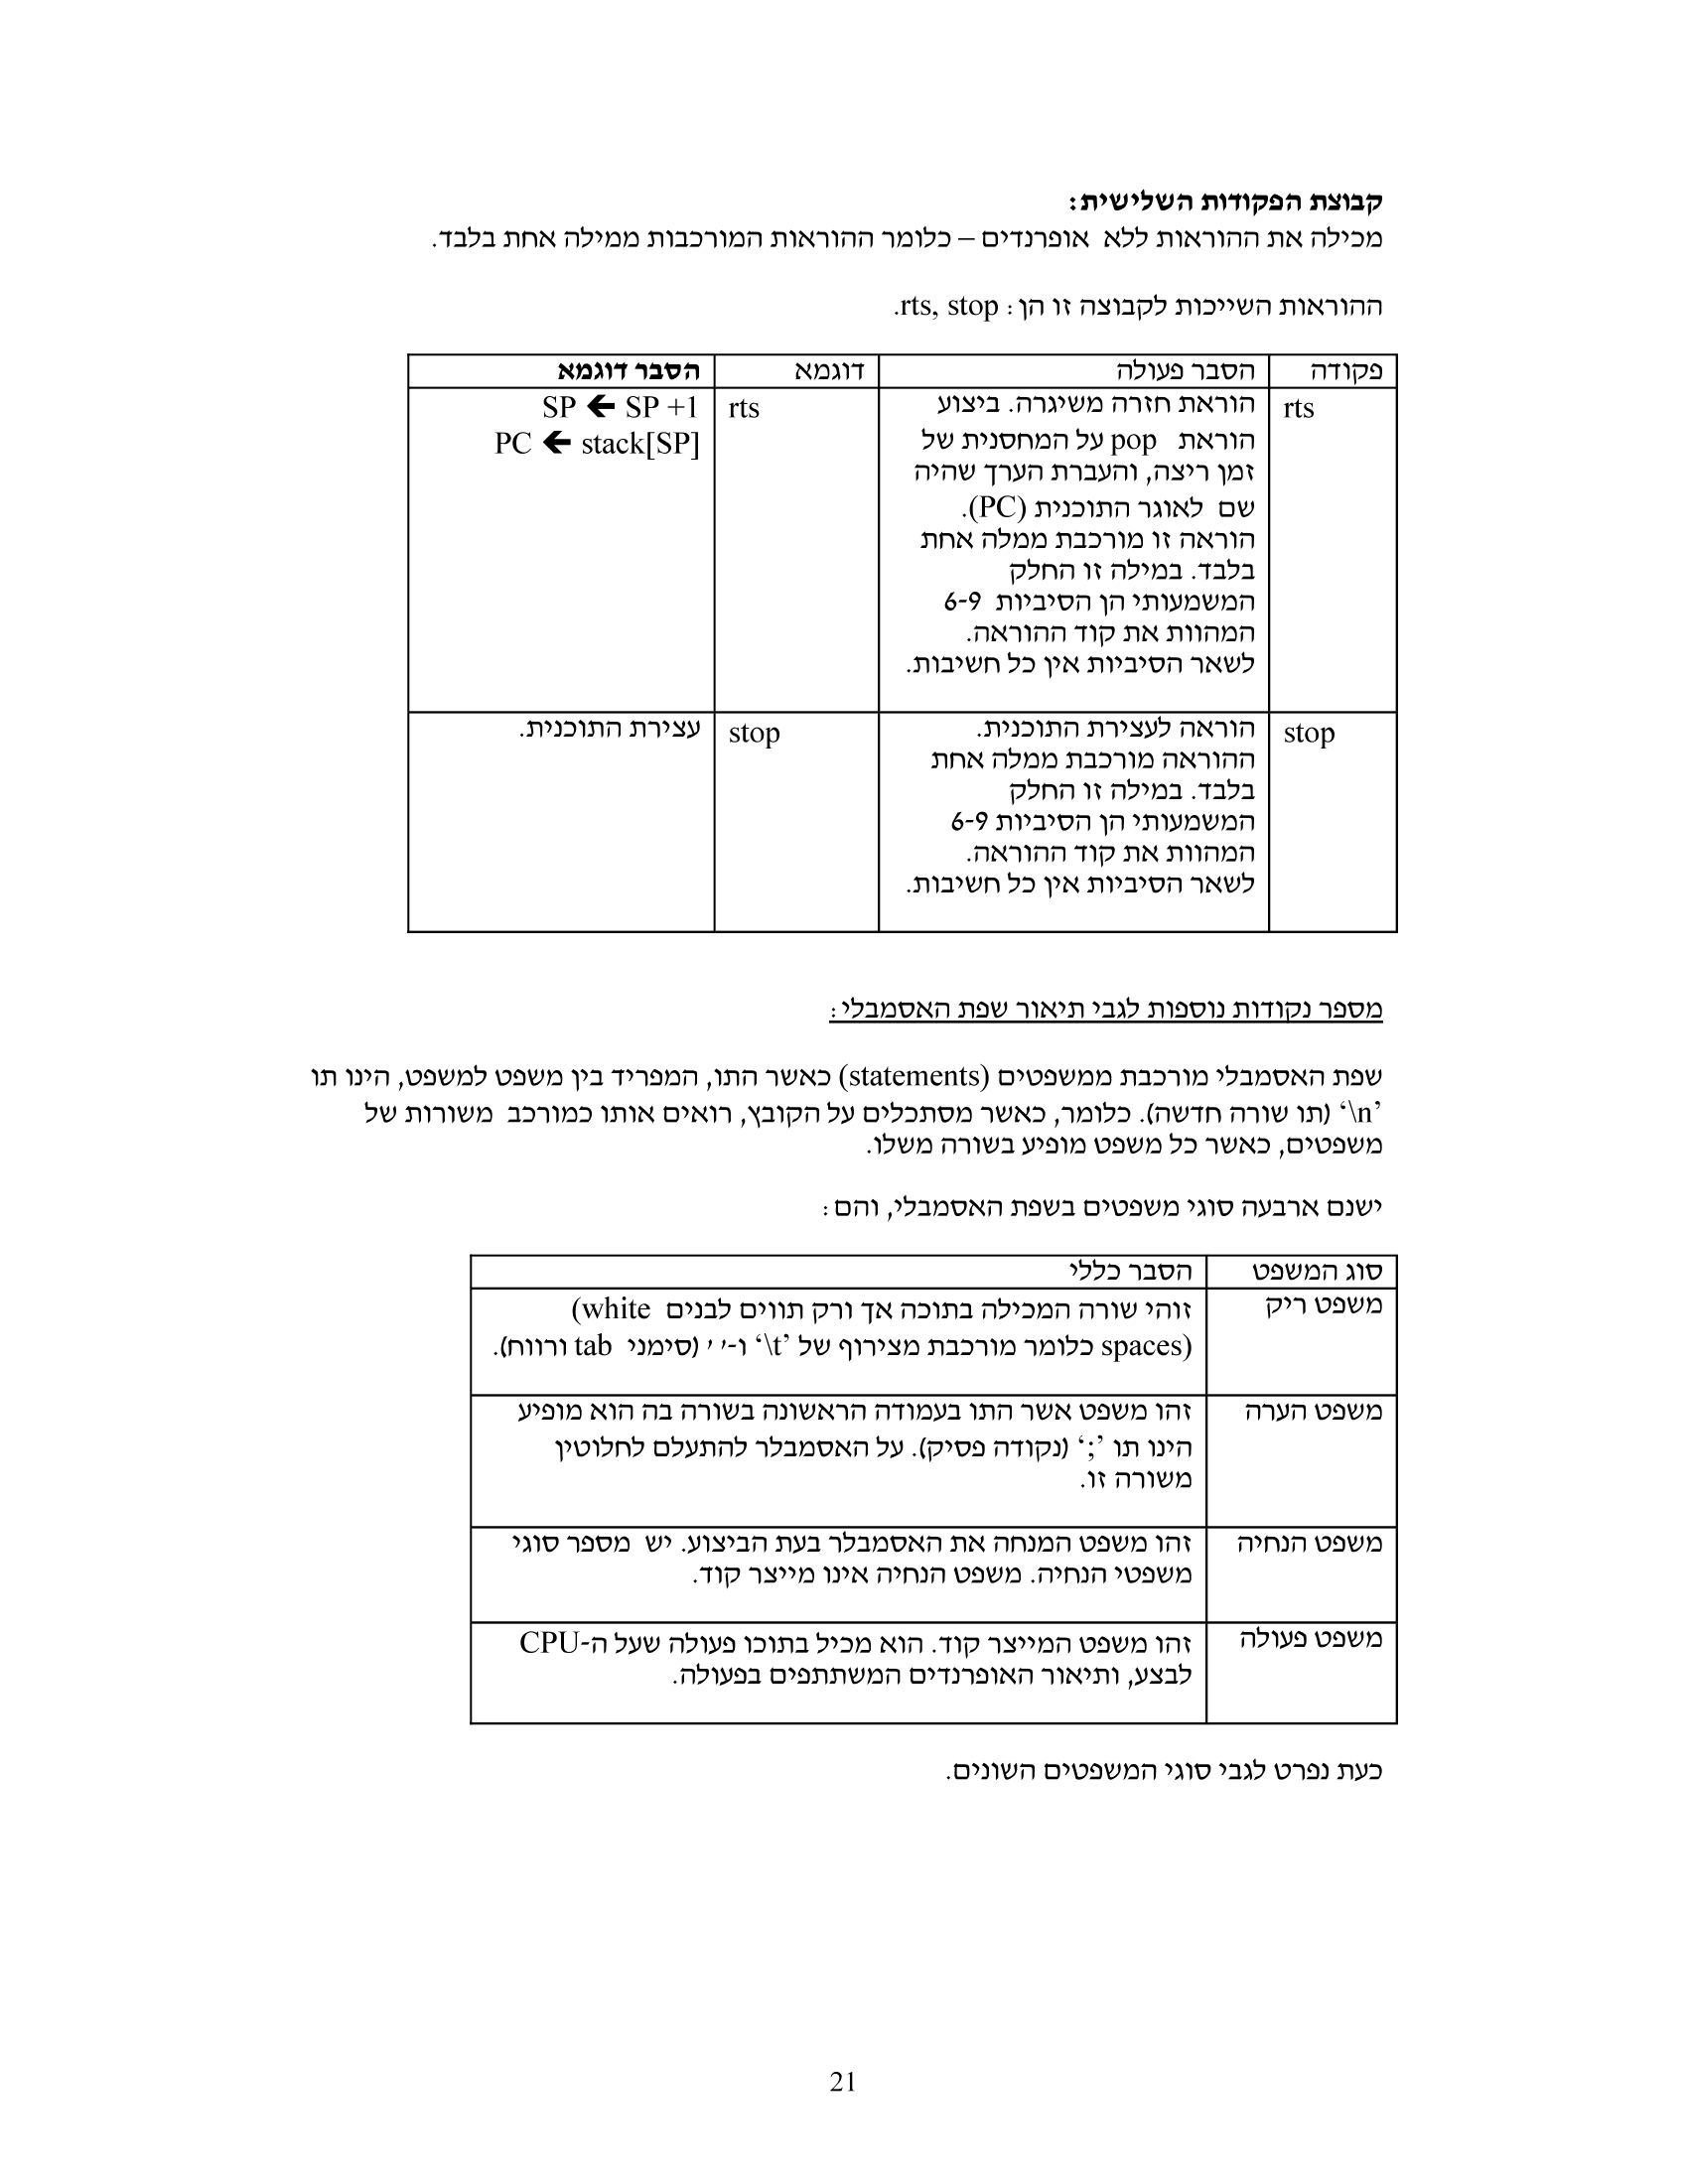 קבוצת הפקודות השלישית:
מכילה את ההוראות ללא אופרנדים – כלומר ההוראות המורכבות ממילה אחת בלבד.
ההוראות השייכות לקבוצה זו הן: rts, stop.
פקודה הסבר פעולה דוגמא הסבר דוגמא
rts
הוראת חזרה משיגרה. ביצוע
הוראת pop על המחסנית של
זמן ריצה, והעברת הערך שהיה
שם לאוגר התוכנית (PC).
הוראה זו מורכבת ממלה אחת
בלבד. במילה זו החלק
המשמעותי הן הסיביות 6-9
המהוות את קוד ההוראה.
לשאר הסיביות אין כל חשיבות.
rts
SP 🡸 SP +1
PC 🡸 stack[SP]
stop
הוראה לעצירת התוכנית.
ההוראה מורכבת ממלה אחת
בלבד. במילה זו החלק
המשמעותי הן הסיביות 6-9
המהוות את קוד ההוראה.
לשאר הסיביות אין כל חשיבות.
stop
עצירת התוכנית.
מספר נקודות נוספות לגבי תיאור שפת האסמבלי:
שפת האסמבלי מורכבת ממשפטים (statements) כאשר התו, המפריד בין משפט למשפט, הינו תו
‘\n’ (תו שורה חדשה). כלומר, כאשר מסתכלים על הקובץ, רואים אותו כמורכב משורות של
משפטים, כאשר כל משפט מופיע בשורה משלו.
ישנם ארבעה סוגי משפטים בשפת האסמבלי, והם:
סוג המשפט הסבר כללי
משפט ריק
זוהי שורה המכילה בתוכה אך ורק תווים לבנים (white
spaces) כלומר מורכבת מצירוף של ‘\t’ ו-' ' (סימני tab ורווח).
משפט הערה
זהו משפט אשר התו בעמודה הראשונה בשורה בה הוא מופיע
הינו תו ‘;’ (נקודה פסיק). על האסמבלר להתעלם לחלוטין
משורה זו.
משפט הנחיה
זהו משפט המנחה את האסמבלר בעת הביצוע. יש מספר סוגי
משפטי הנחיה. משפט הנחיה אינו מייצר קוד.
משפט פעולה
זהו משפט המייצר קוד. הוא מכיל בתוכו פעולה שעל ה-CPU
לבצע, ותיאור האופרנדים המשתתפים בפעולה.
כעת נפרט לגבי סוגי המשפטים השונים.
21